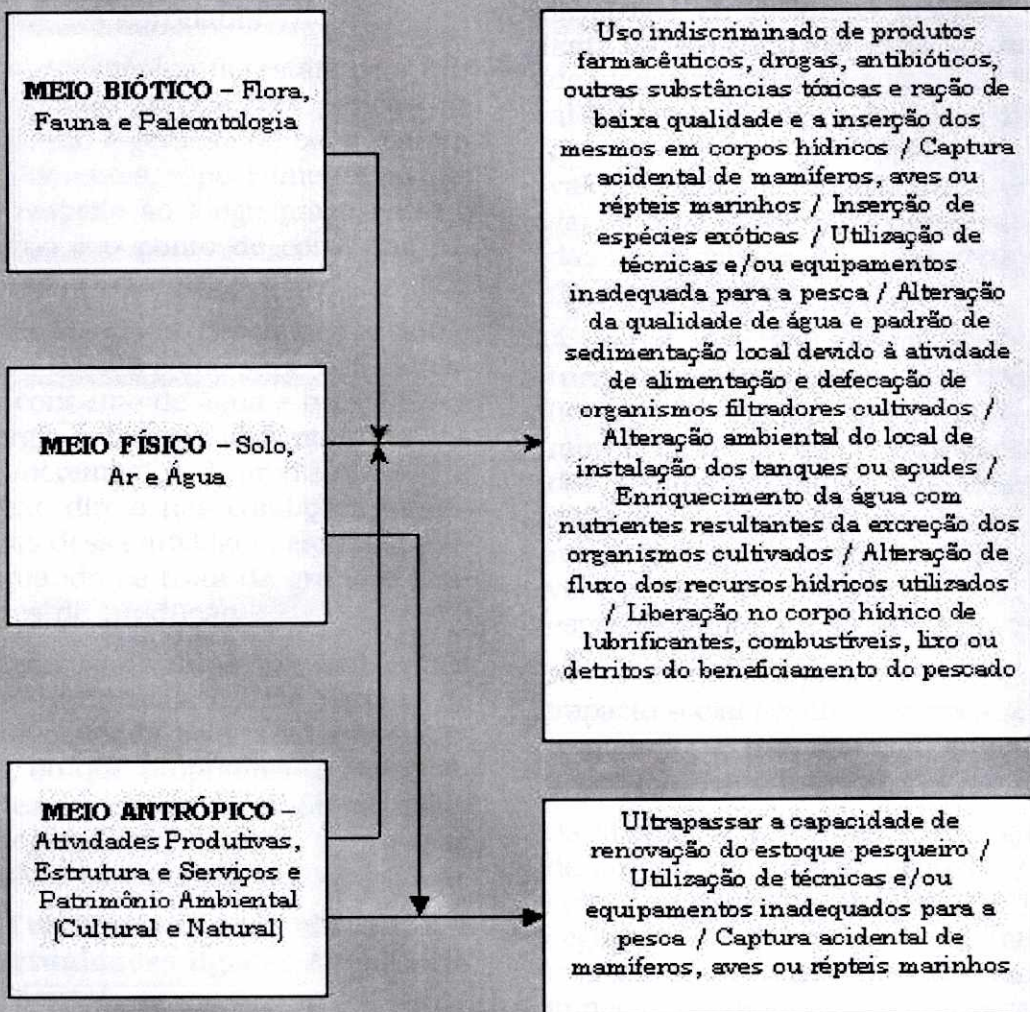 MEIO BIÓTICO – Flora,
Fauna e Paleontologia
MEIO FÍSICO – Solo,
Ar e Água
MEIO ANTRÓPICO –
Atividades Produtivas,
Estrutura e Serviços e
Patrimônio Ambiental
[Cultural e Natural]
Uso indiscriminado de produtos
farmacêuticos, drogas, antibióticos,
outras substâncias tóxicas e ração de
baixa qualidade e a inserção dos
mesmos em corpos hídricos / Captura
acidental de mamíferos, aves ou
répteis marinhos / Inserção de
espécies exóticas / Utilização de
técnicas e/ou equipamentos
inadequada para a pesca / Alteração
da qualidade de água e padrão de
sedimentação local devido à atividade
de alimentação e defecação de
organismos filtradores cultivados /
Alteração ambiental do local de
instalação dos tanques ou açudes /
Enriquecimento da água com
nutrientes resultantes da excreção dos
organismos cultivados / Alteração de
fluxo dos recursos hídricos utilizados
/ Liberação no corpo hídrico de
lubrificantes, combustíveis, lixo ou
detritos do beneficiamento do pescado
Ultrapassar a capacidade de
renovação do estoque pesqueiro /
Utilização de técnicas e/ou
equipamentos inadequados para a
pesca / Captura acidental de
mamíferos, aves ou répteis marinhos